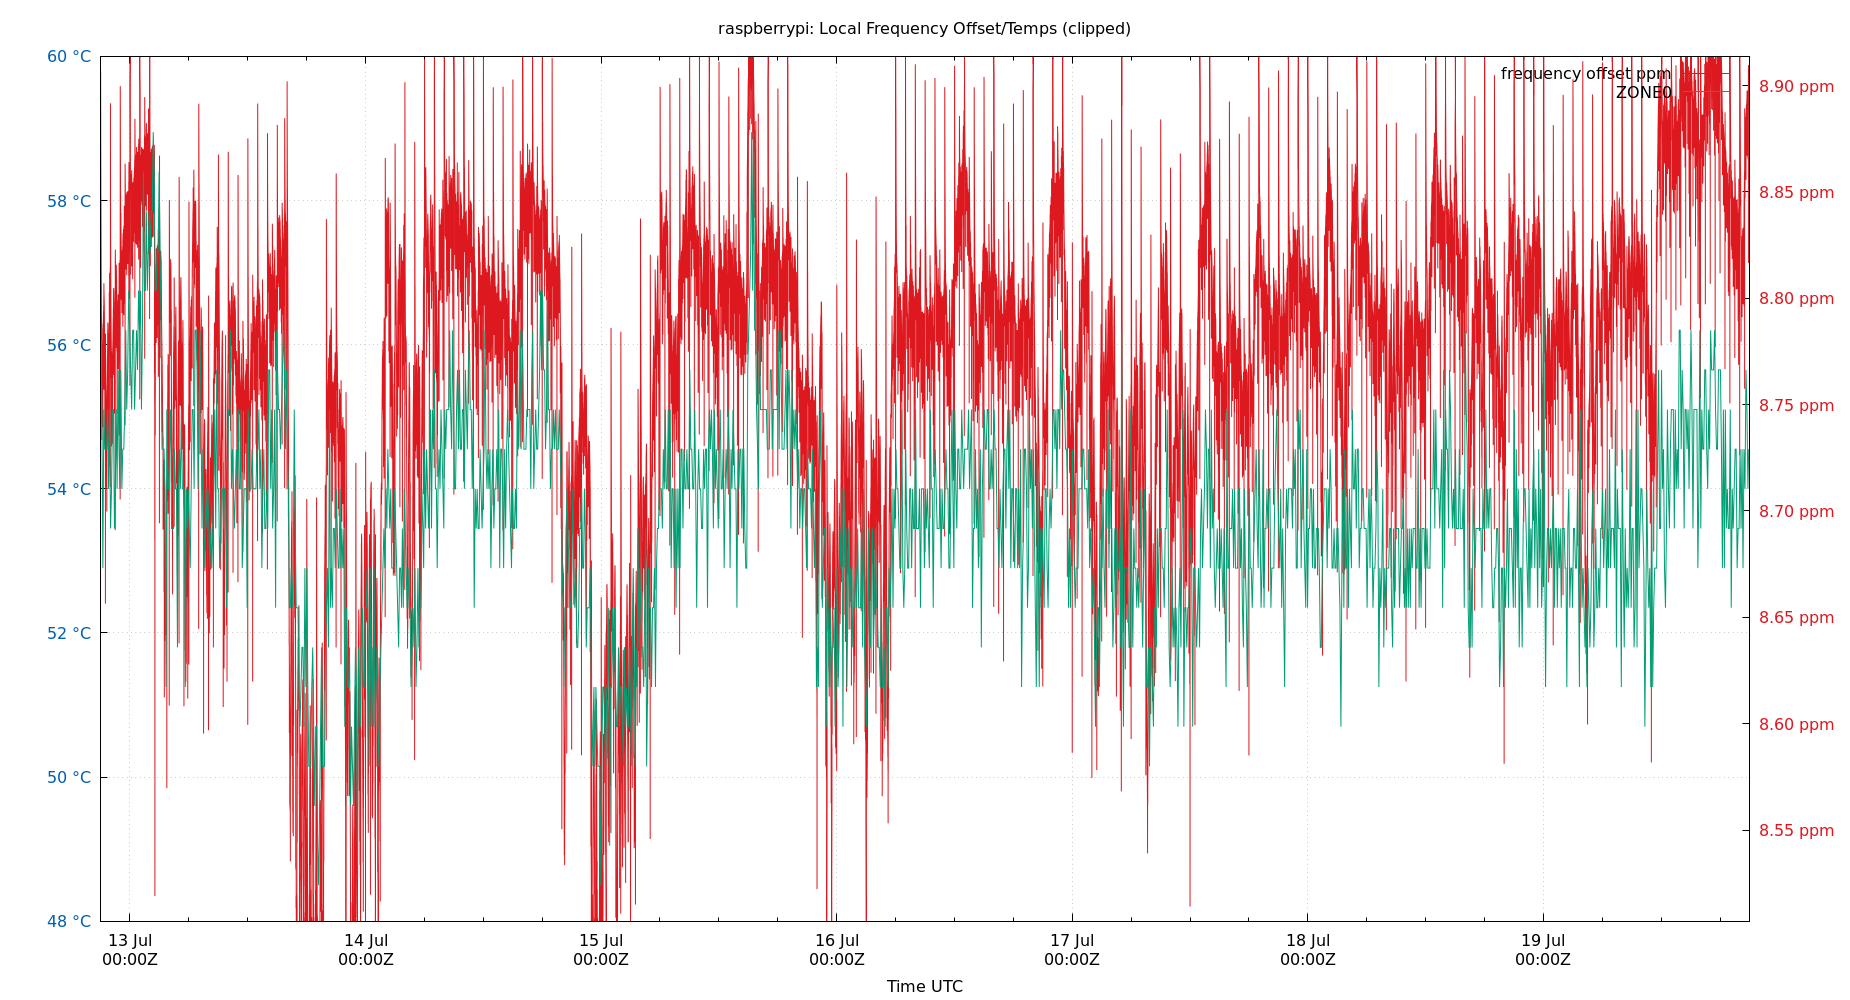 raspberrypi: Local Frequency Offset/Temps (clipped)
frequency offset ppm
ZONE0
60 °C
58 °C
56 °C
54 °C
52 °C
50 °C
48 °C
8.90 ppm
8.85 ppm
8.80 ppm
8.75 ppm
8.70 ppm
8.65 ppm
8.60 ppm
8.55 ppm
13 Jul
00:00Z
14 Jul
00:00Z
15 Jul
00:00Z
16 Jul
00:00Z
17 Jul
00:00Z
18 Jul
00:00Z
19 Jul
00:00Z
Time UTC